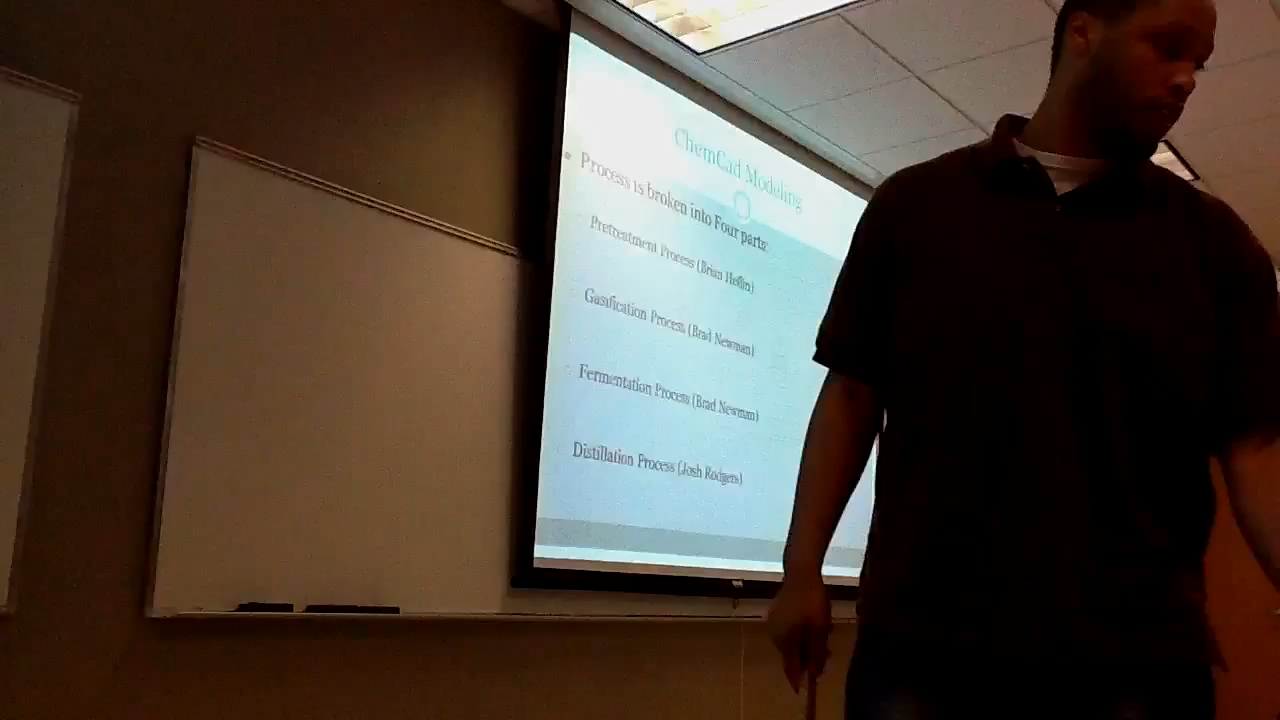 ChemCad Modeling
Process is broken into Four parts:
Pretreatment Process (Brian Heflin)
Gasification Process (Brad Newman)
Fermentation Process (Brad Newman)
Distillation Process (Josh Rodgers)